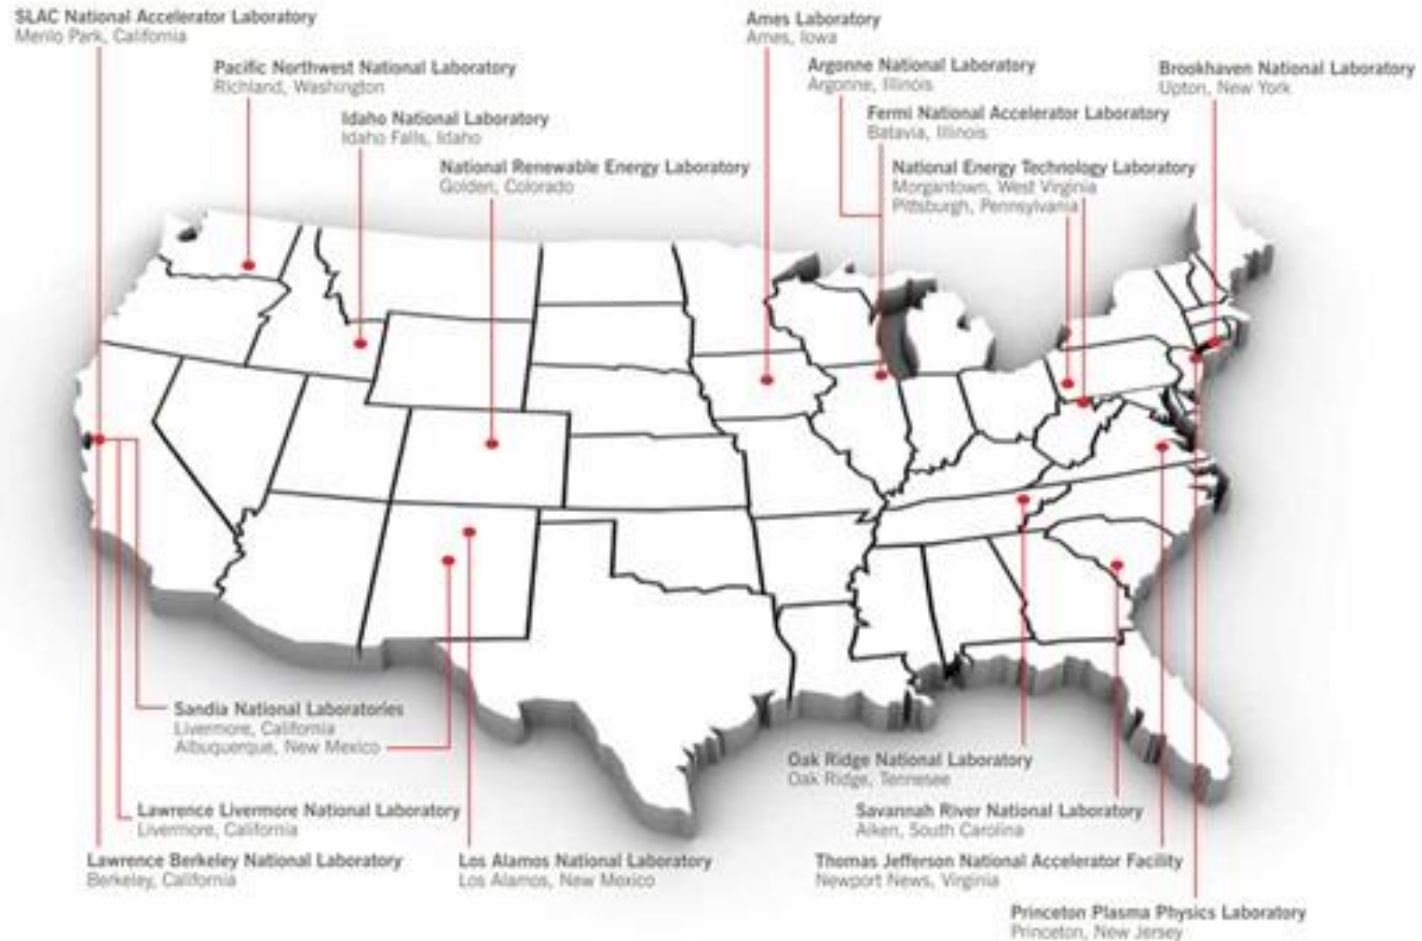 SLAC National Accelerator Laboratory
Menlo Park, California
Pacific Northwest National Laboratory
Richland, Washington
Idaho National Laboratory
Idaho Falls, Idaho
National Renewable Energy Laboratory
Golden, Colorado
Ames Laboratory
Ames, Iowa
Argonne National Laboratory
Argonne, Illinois
Fermi National Accelerator Laboratory
Batavia, Illinois
National Energy Technology Laboratory
Morgantown, West Virginia
Pittsburgh, Pennsylvania
Brookhaven National Laboratory
Upton, New York
Sandia National Laboratories
Livermore, California
Albuquerque, New Mexico
Lawrence Livermore National Laboratory
Livermore, California
Lawrence Berkeley National Laboratory
Berkeley, California
Los Alamos National Laboratory
Los Alamos, New Mexico
Oak Ridge National Laboratory
Oak Ridge, Tennesee
Savannah River National Laboratory
Aiken, South Carolina
Thomas Jefferson National Accelerator Facility
Newport News, Virginia
Princeton Plasma Physics Laboratory
Princeton, New Jersey